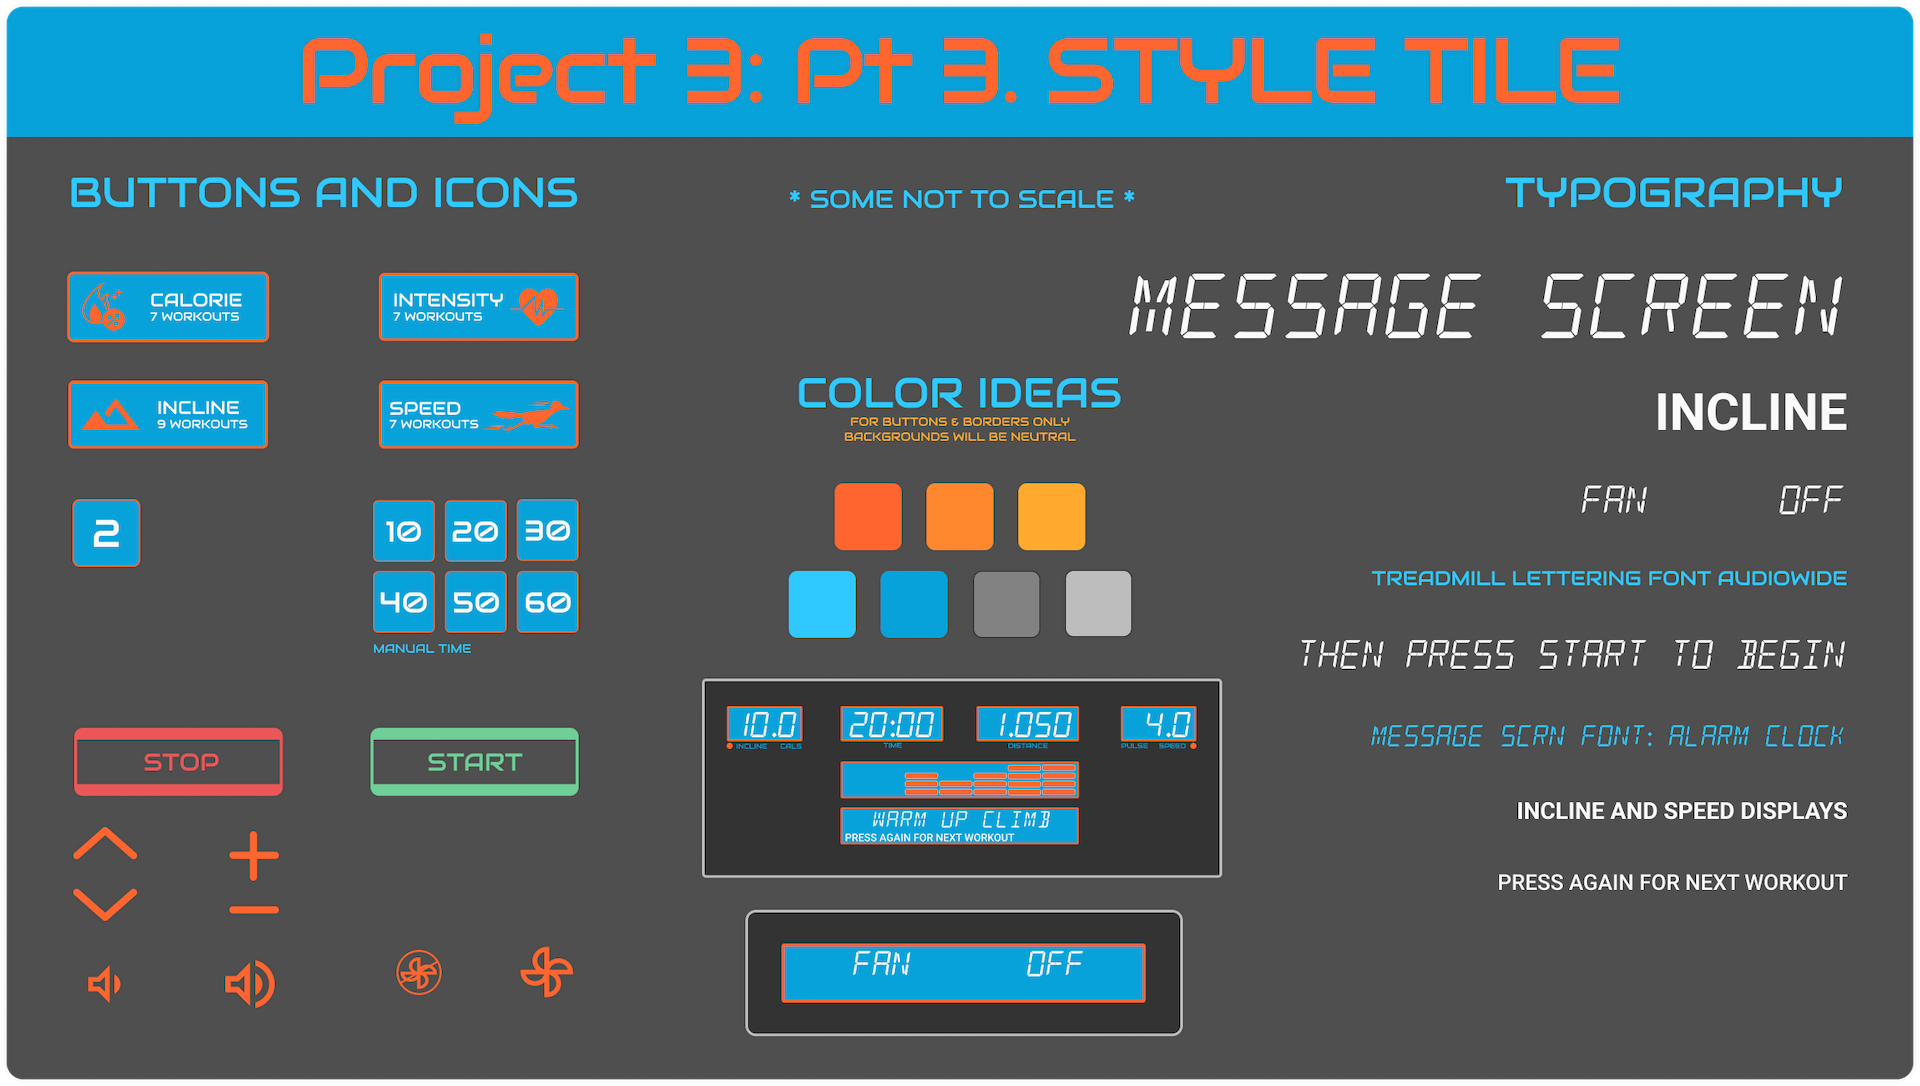 Project 3: Pt 3. STYLE TILE
BUTTONS AND ICONS
CALORIE
7 WORKOUTS
INTENSITY
7 WORKOUTS
INCLINE
9 WORKOUTS
SPEED
7 WORKOUTS
2
10 20 30
40 50 60
MANUAL TIME
STOP
START
* SOME NOT TO SCALE *
COLOR IDEAS
FOR BUTTONS & BORDERS ONLY
BACKGROUNDS WILL BE NEUTRAL
10.0 20:00 1.050 4.0
INCLINE CALS TIME DISTANCE PULSE SPEED
WARM UP CLIMB
PRESS AGAIN FOR NEXT WORKOUT
FAN OFF
TYPOGRAPHY
MESSAGE SCREEN
INCLINE
FAN OFF
TREADMILL LETTERING FONT AUDIOWIDE
THEN PRESS START TO BEGIN
MESSAGE SCRN FONT: ALARM CLOCK
INCLINE AND SPEED DISPLAYS
PRESS AGAIN FOR NEXT WORKOUT